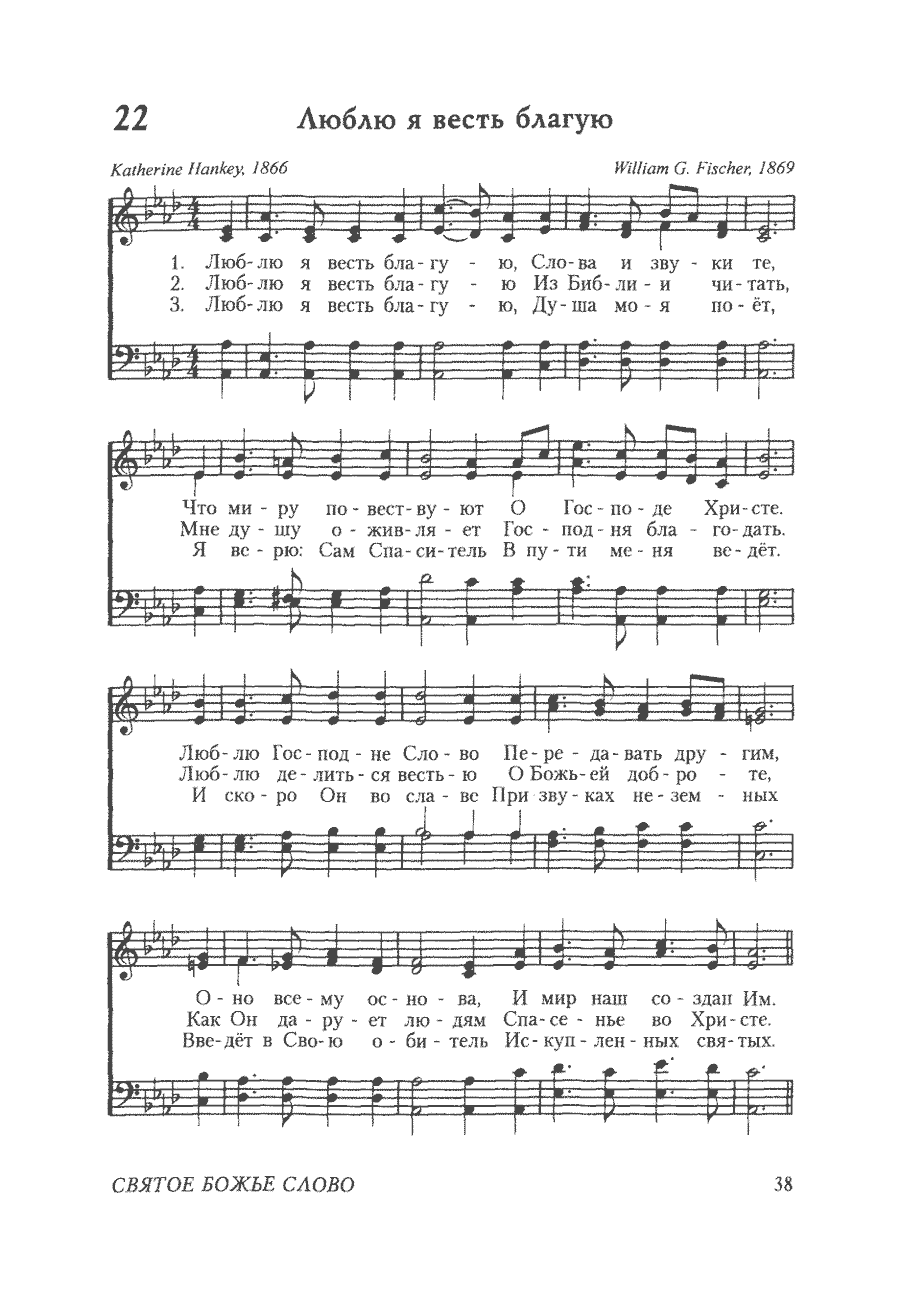 22 Люблю я весть благую
Katherine Hankey, 1866 William G. Fischer, 1869
1. Люб-лю я весть бла-гу - ю, Сло-ва и зву - ки те,
2. Люб-лю я весть бла-гу - ю Из Биб-ли-и чи-тать,
3. Люб-лю я весть бла-гу - ю, Ду-ша мо-я по-ёт,
Что ми-ру по-вест-ву-ют О Гос-по-де Хри-сте.
Мне ду-шу о-жив-ля-ет Гос-под-ня бла-го-дать.
Я ве-рю: Сам Спа-си-тель В пу-ти ме-ня ве-дёт.
Люб-лю Гос-под-не Сло-во Пе-ре-да-вать дру-гим,
Люб-лю де-лить-ся весть-ю О Божь-ей доб-ро - те,
И ско-ро Он во сла-ве При зву-ках не-зем - ных
О-но все-му ос-но-ва, И мир наш со-здан Им.
Как Он да-ру-ет лю-дям Спа-се-нье во Хри-сте.
Вве-дёт в Сво-ю о-би-тель Ис-куп-лен-ных свя-тых.
СВЯТОЕ БОЖЬЕ СЛОВО 38